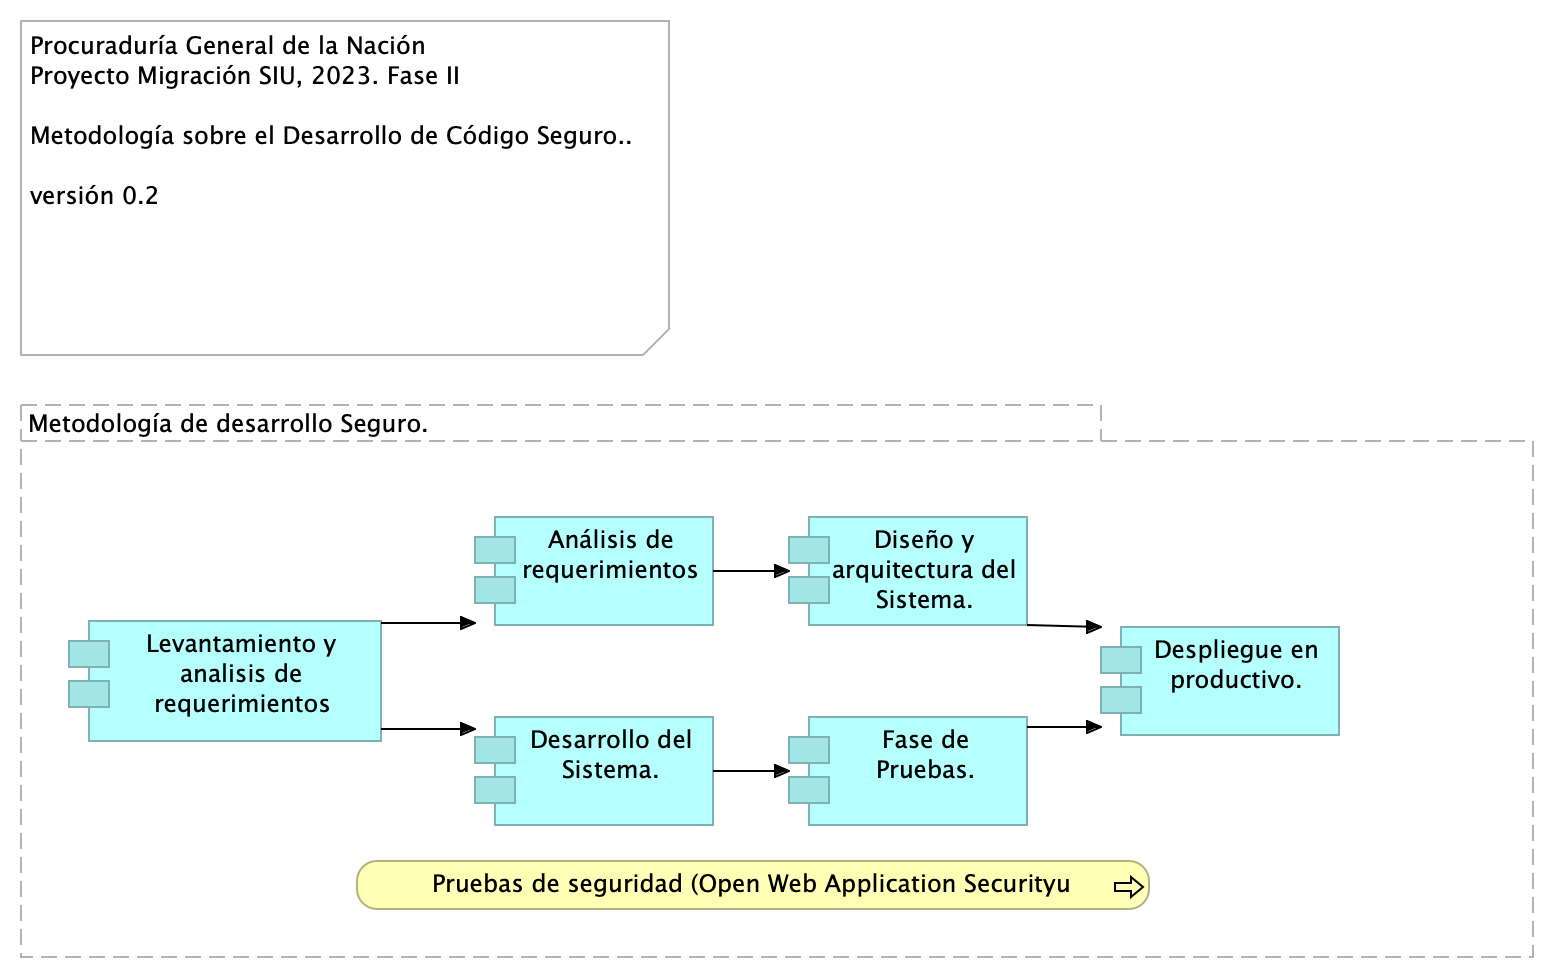 Procuraduría General de la Nación
Proyecto Migración SIU, 2023. Fase II
Metodología sobre el Desarrollo de Código Seguro..
versión 0.2
Metodología de desarrollo Seguro.
Levantamiento y
analisis de
requerimientos
Análisis de
requerimientos
Diseño y
arquitectura del
Sistema.
Desarrollo del
Sistema.
Fase de
Pruebas.
Despliegue en
productivo.
Pruebas de seguridad (Open Web Application Securityu